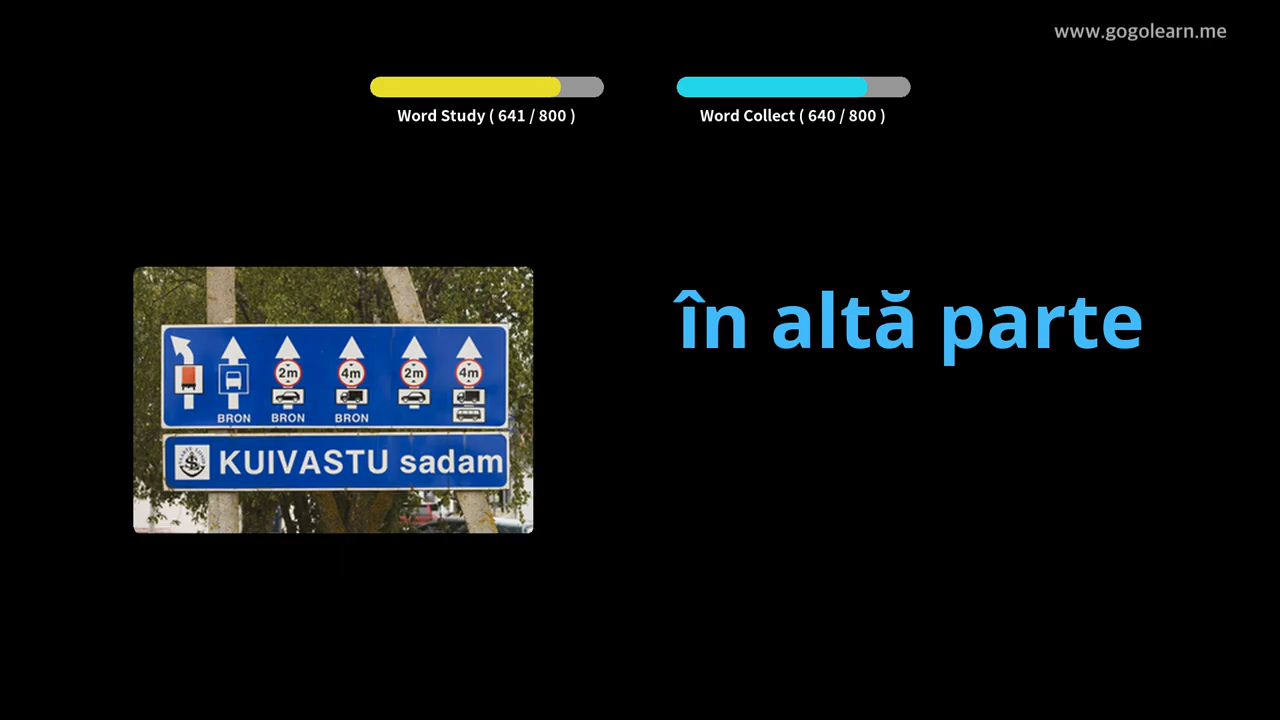 www.gogolearn.me
Word Study ( 641 / 800 )
Word Collect ( 640 / 800 )
în altă parte
2m 4m 2m 4m
BRON BRON BRON
KUIVASTU sadam